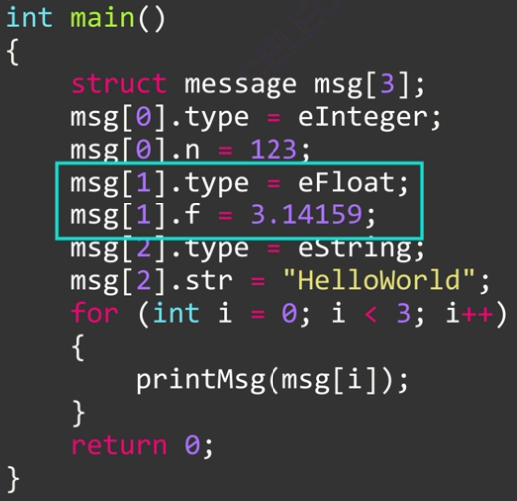 int main()
{
    struct message msg[3];
    msg[0].type = eInteger;
    msg[0].n = 123;
    msg[1].type = eFloat;
    msg[1].f = 3.14159;
    msg[2].type = eString;
    msg[2].str = "HelloWorld";
    for (int i = 0; i < 3; i++)
    {
        printMsg(msg[i]);
    }
    return 0;
}